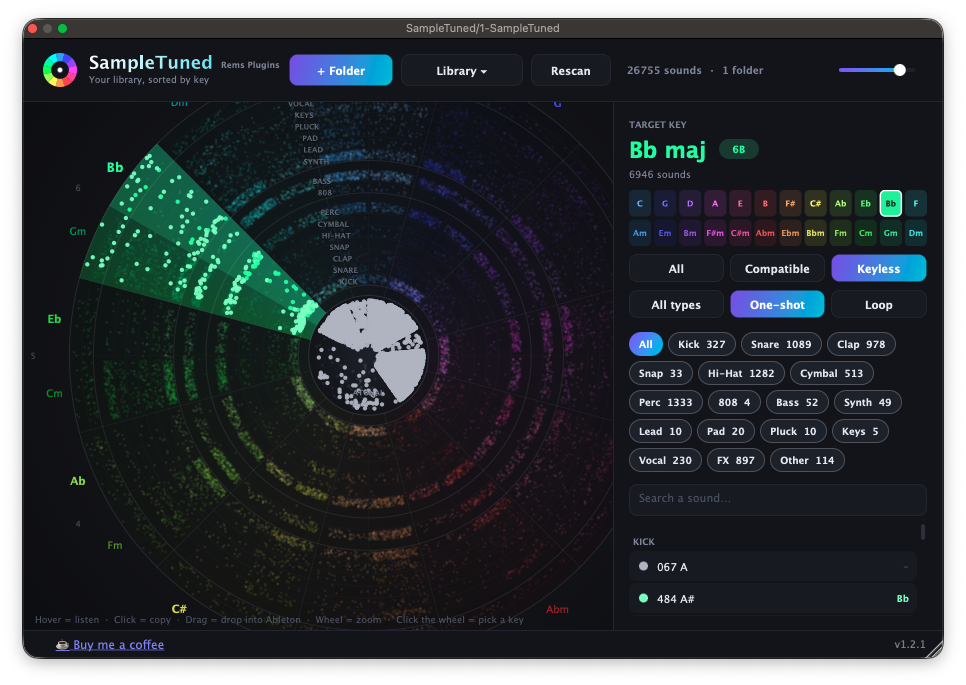 SampleTuned/1-SampleTuned
SampleTuned Rems Plugins
Your library, sorted by key
+ Folder
Library
Rescan
26755 sounds · 1 folder
Dm
G
VOCAL
KEYS
PLUCK
PAD
LEAD
SYNTH
BASS
808
PERC
CYMBAL
HI-HAT
SNAP
CLAP
SNARE
KICK
Bb
6
Gm
Eb
5
Cm
Ab
4
Fm
C#
Abm
Hover = listen · Click = copy · Drag = drop into Ableton · Wheel = zoom · Click the wheel = pick a key
TARGET KEY
Bb maj 6B
6946 sounds
C G D A E B F# C# Ab Eb Bb F
Am Em Bm F#m C#m Abm Ebm Bbm Fm Cm Gm Dm
All Compatible Keyless
All types One-shot Loop
All Kick 327 Snare 1089 Clap 978
Snap 33 Hi-Hat 1282 Cymbal 513
Perc 1333 808 4 Bass 52 Synth 49
Lead 10 Pad 20 Pluck 10 Keys 5
Vocal 230 FX 897 Other 114
Search a sound...
KICK
067 A -
484 A# Bb
☕ Buy me a coffee
v1.2.1